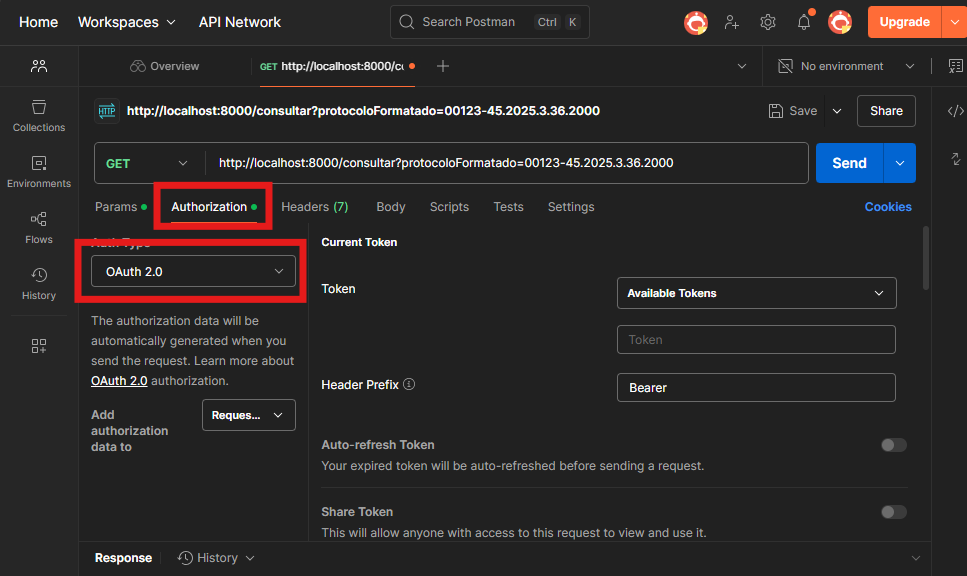 Home
Workspaces
API Network
Search Postman
Ctrl
K
Upgrade
Overview
GET http://localhost:8000/c
No environment
HTTP
http://localhost:8000/consultar?protocoloFormatado=00123-45.2025.3.36.2000
Save
Share
Collections
Environments
Flows
History
GET
http://localhost:8000/consultar?protocoloFormatado=00123-45.2025.3.36.2000
Send
Params
Authorization
Headers (7)
Body
Scripts
Tests
Settings
Cookies
Auth Type
OAuth 2.0
The authorization data will be
automatically generated when you
send the request. Learn more about
OAuth 2.0 authorization.
Add
authorization
data to
Reques...
Current Token
Token
Available Tokens
Token
Header Prefix
Bearer
Auto-refresh Token
Your expired token will be auto-refreshed before sending a request.
Share Token
This will allow anyone with access to this request to view and use it.
Response
History